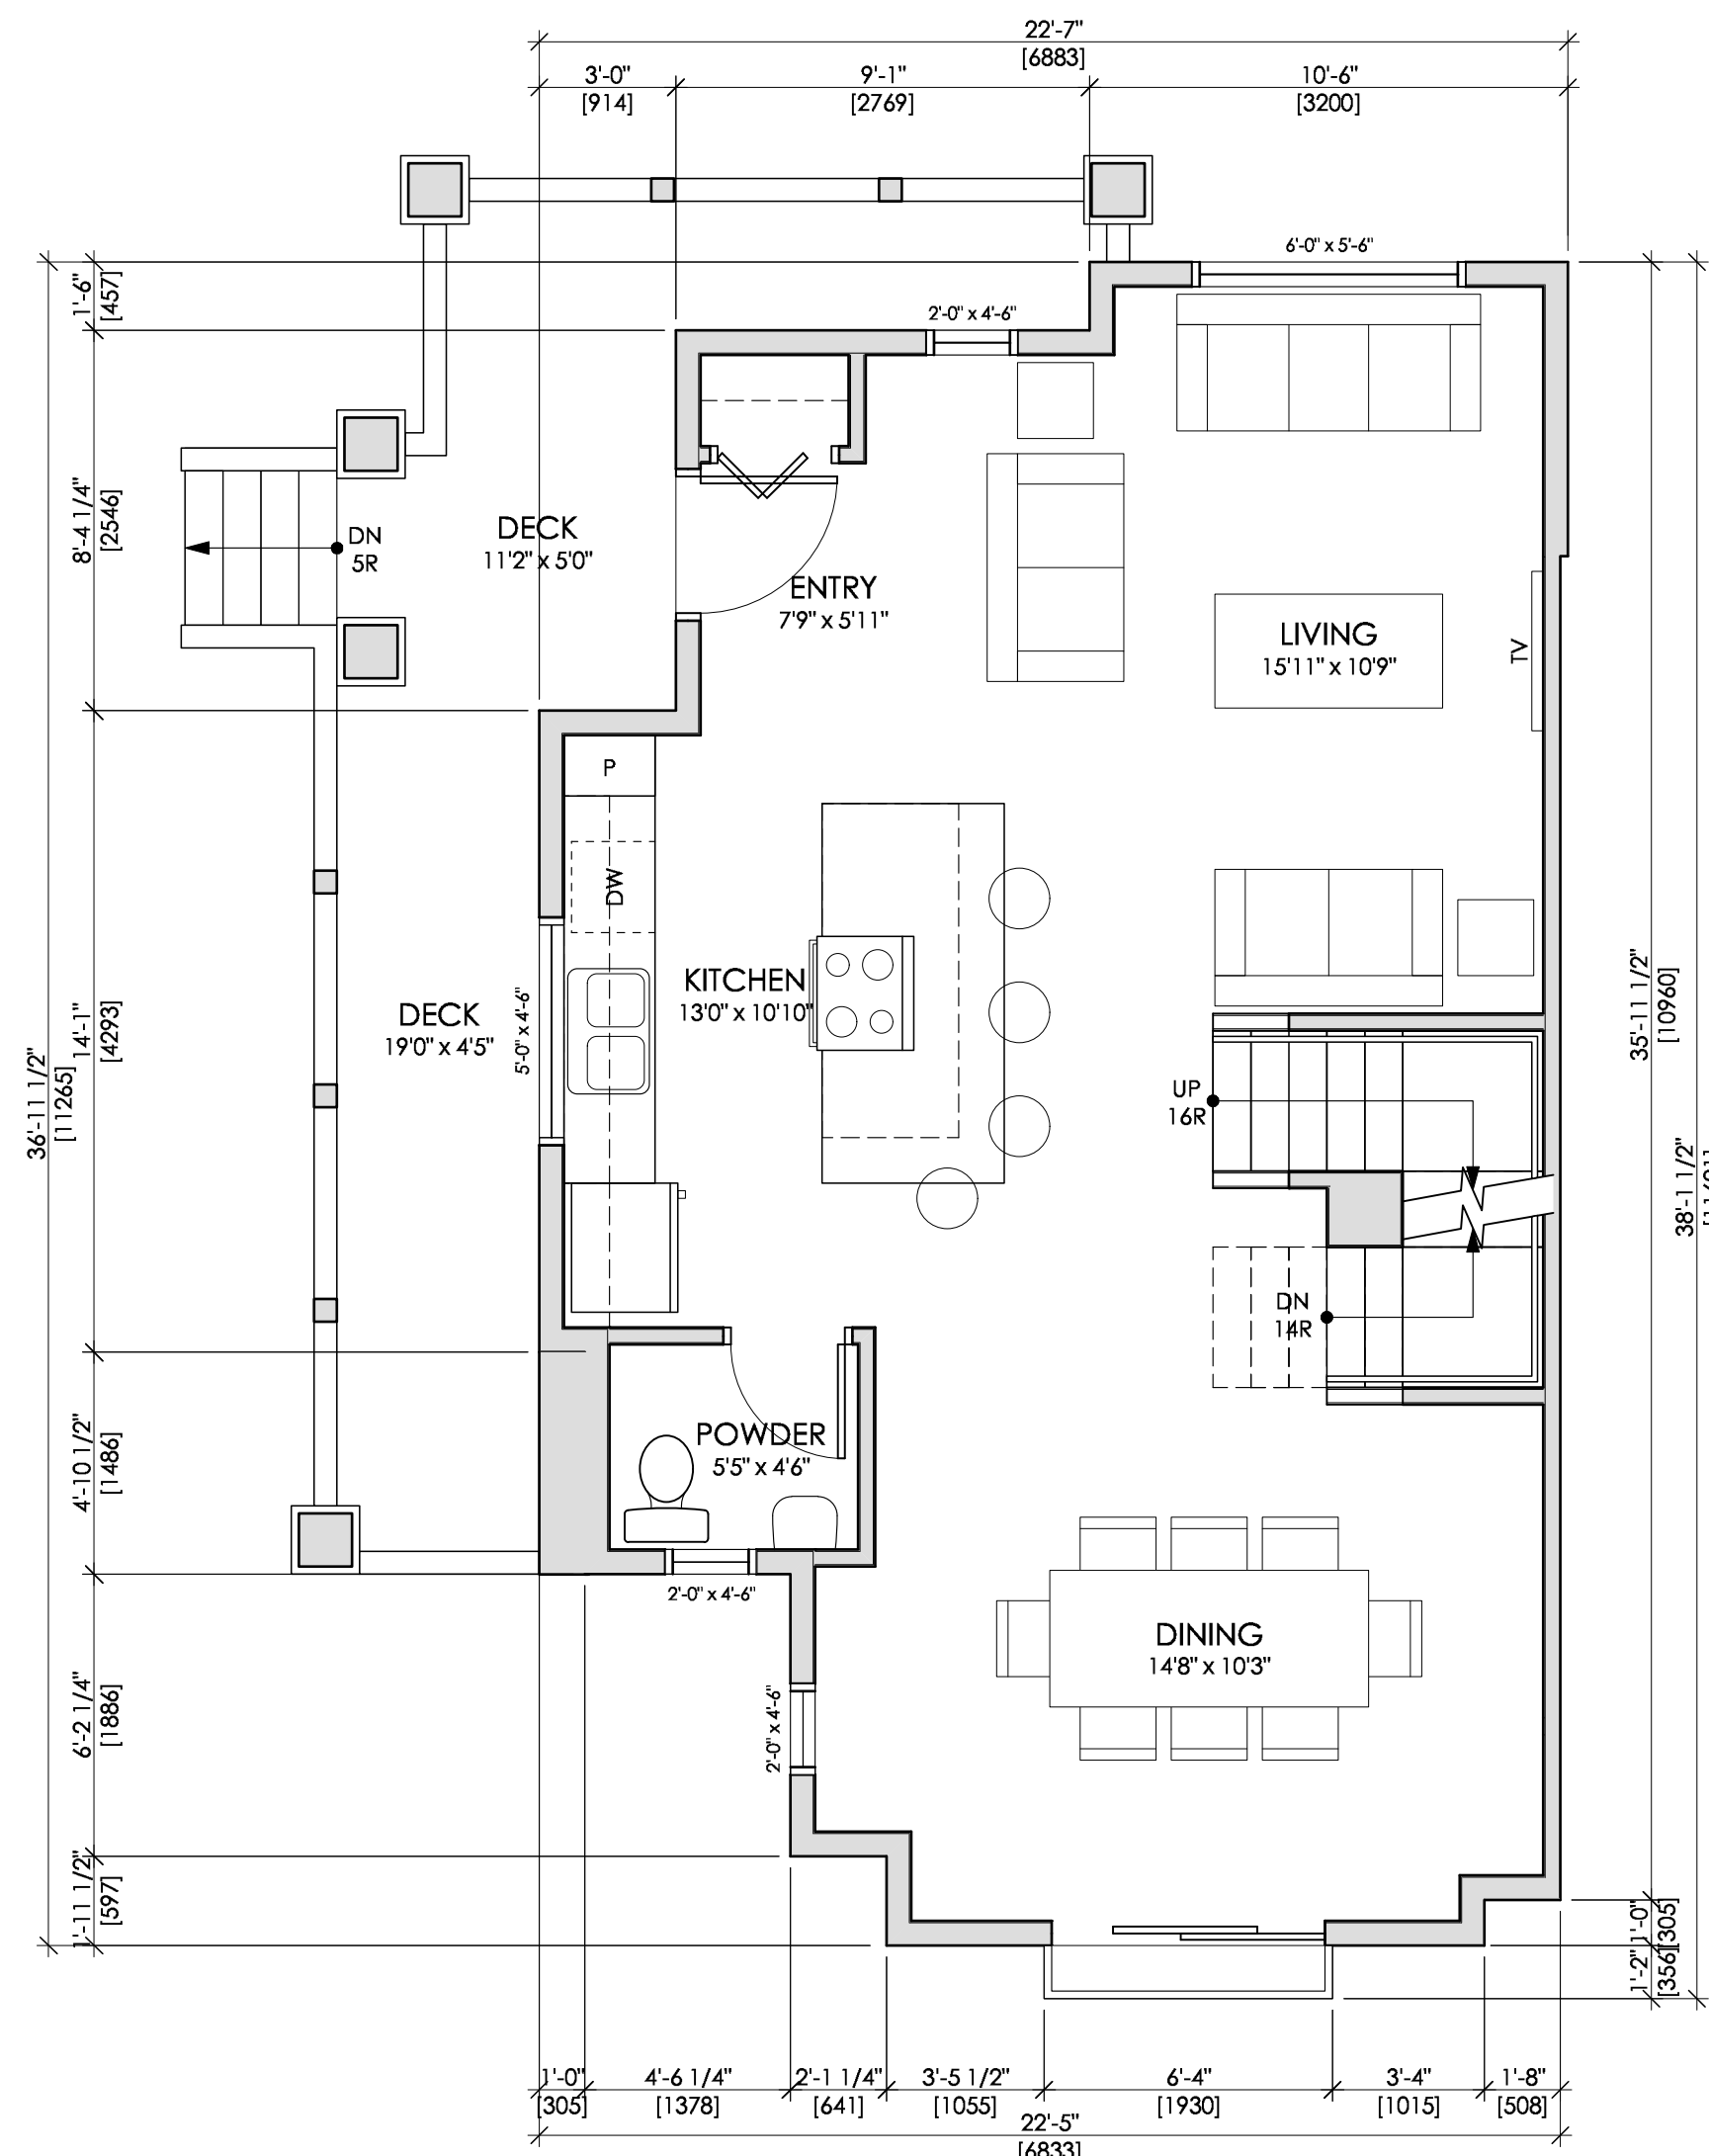 22'-7"
[6883]
3'-0"
[914]
9'-1"
[2769]
10'-6"
[3200]
6'-0" x 5'-6"
2'-0" x 4'-6"
1'-6"
[457]
8'-4 1/4"
[2546]
DN
5R
DECK
11'2" x 5'0"
ENTRY
7'9" x 5'11"
LIVING
15'11" x 10'9"
TV
P
DW
KITCHEN
13'0" x 10'10"
DECK
19'0" x 4'5"
5'-0" x 4'-6"
14'-1"
[4293]
36'-11 1/2"
[11265]
35'-11 1/2"
[10960]
38'-1 1/2"
UP
16R
DN
14R
4'-10 1/2"
[1486]
POWDER
5'5" x 4'6"
2'-0" x 4'-6"
DINING
14'8" x 10'3"
2'-0" x 4'-6"
6'-2 1/4"
[1886]
1'-11 1/2"
[597]
1'-0"
[305]
1'-2"
[356]
1'-0"
[305]
4'-6 1/4"
[1378]
2'-1 1/4"
[641]
3'-5 1/2"
[1055]
6'-4"
[1930]
3'-4"
[1015]
1'-8"
[508]
22'-5"
[6833]